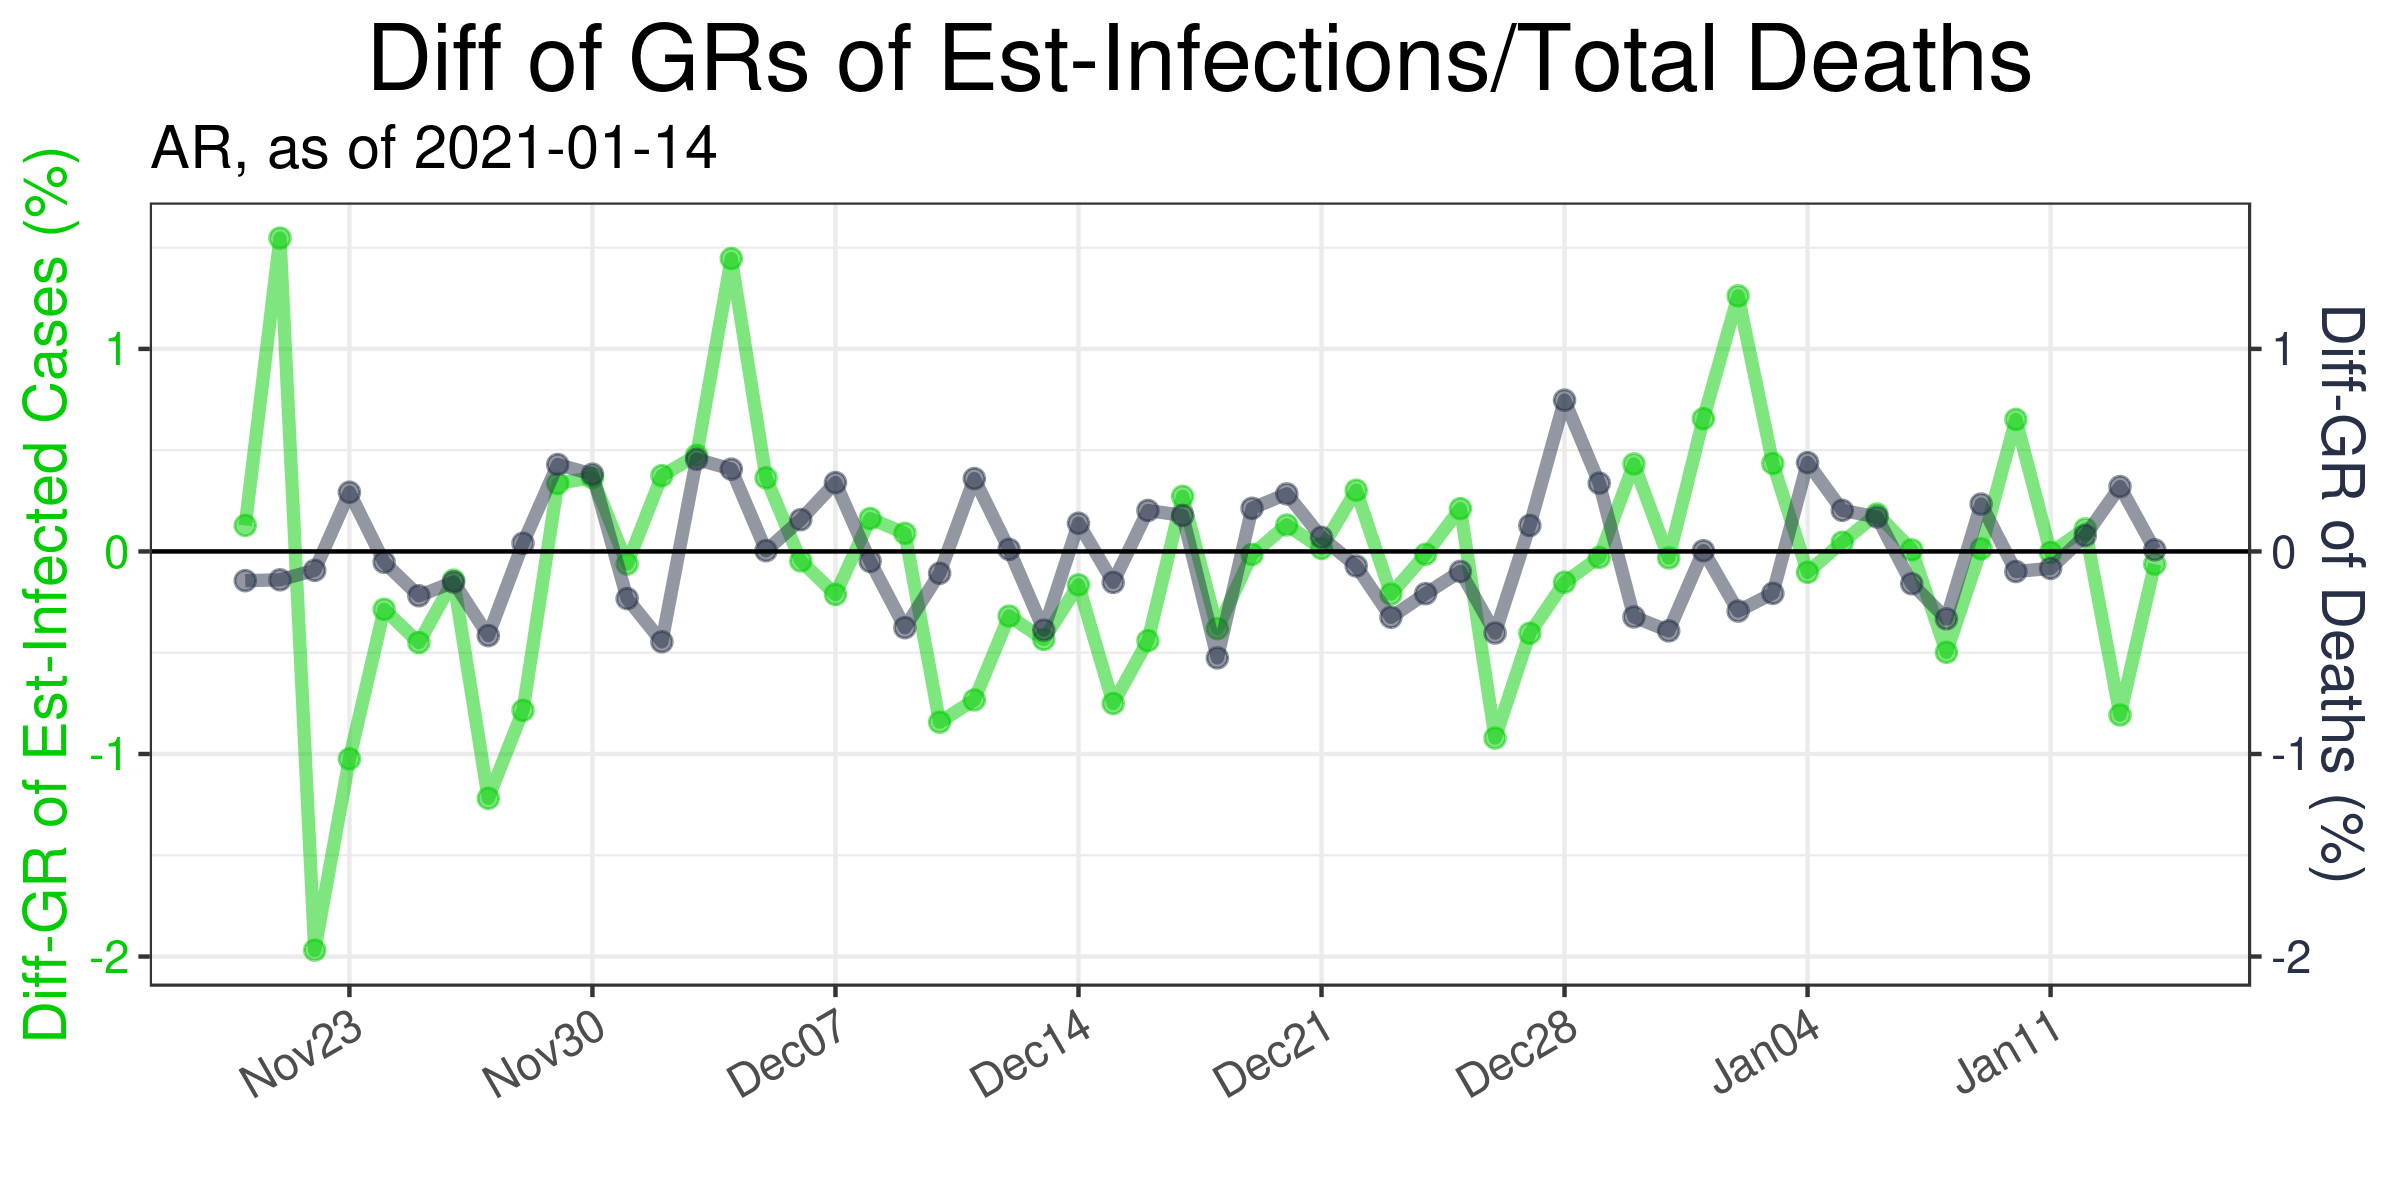 Diff of GRs of Est-Infections/Total Deaths
AR, as of 2021-01-14
Diff-GR of Est-Infected Cases (%)
1
0
-1
-2
1
0
-1
-2
Diff-GR of Deaths (%)
Nov23
Nov30
Dec07
Dec14
Dec21
Dec28
Jan04
Jan11